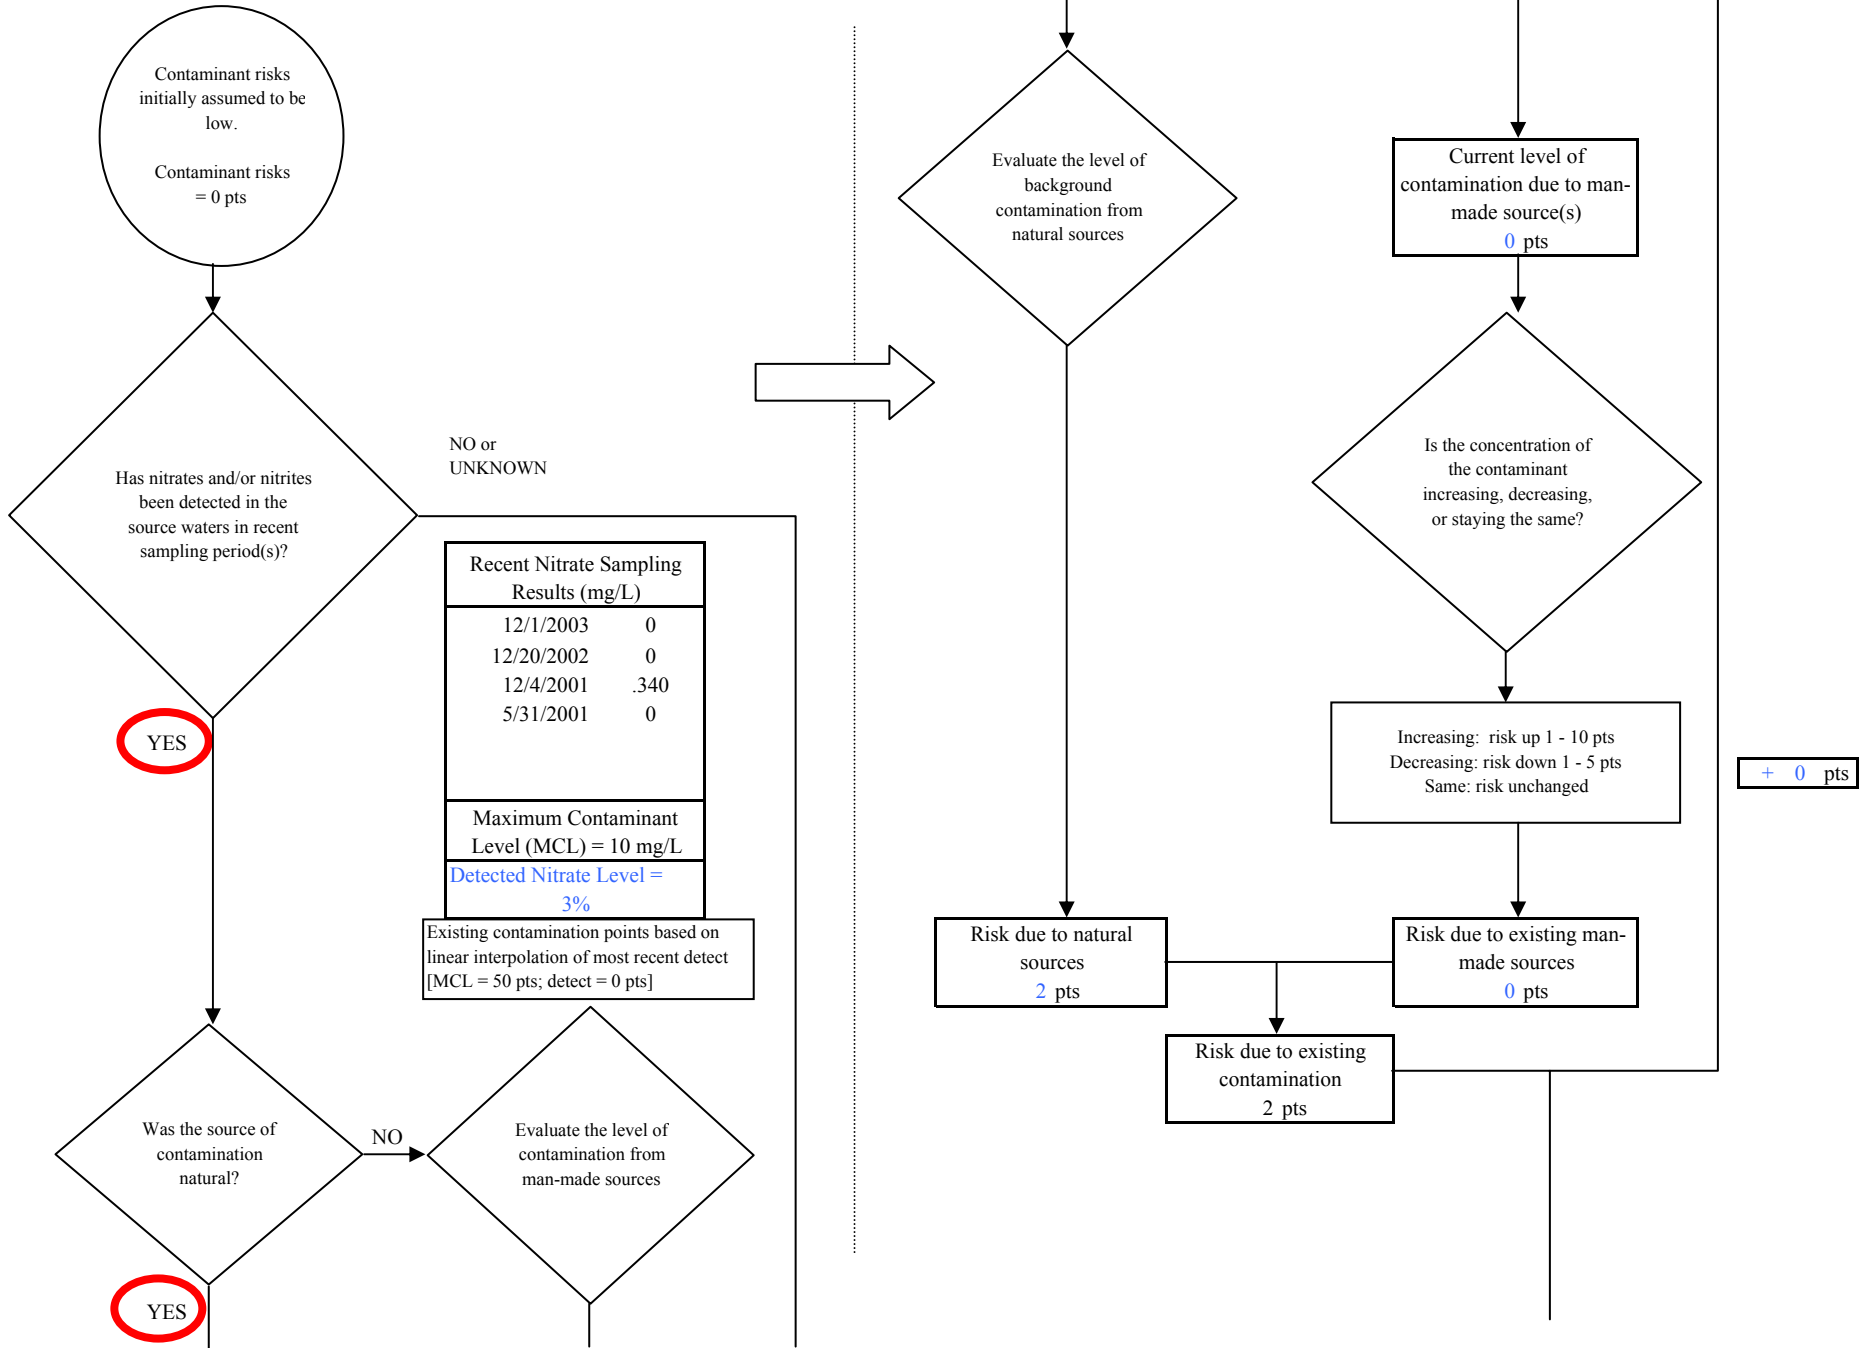 Contaminant risks
initially assumed to be
low.
Contaminant risks
= 0 pts
Has nitrates and/or nitrites
been detected in the
source waters in recent
sampling period(s)?
NO or
UNKNOWN
YES
Recent Nitrate Sampling
Results (mg/L)
12/1/2003 0
12/20/2002 0
12/4/2001 .340
5/31/2001 0
Maximum Contaminant
Level (MCL) = 10 mg/L
Detected Nitrate Level =
3%
Existing contamination points based on
linear interpolation of most recent detect
[MCL = 50 pts; detect = 0 pts]
Was the source of
contamination
natural?
NO
Evaluate the level of
contamination from
man-made sources
YES
Evaluate the level of
background
contamination from
natural sources
Current level of
contamination due to man-
made source(s)
0 pts
Is the concentration of
the contaminant
increasing, decreasing,
or staying the same?
Increasing: risk up 1 - 10 pts
Decreasing: risk down 1 - 5 pts
Same: risk unchanged
+ 0 pts
Risk due to natural
sources
2 pts
Risk due to existing man-
made sources
0 pts
Risk due to existing
contamination
2 pts